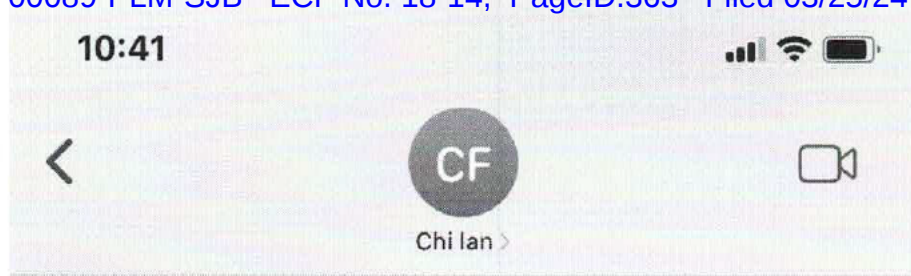 00089-PLM-SJB ECF No. 18-14, PageID.363 Filed 03/25/24
10:41
CF
Chi lan